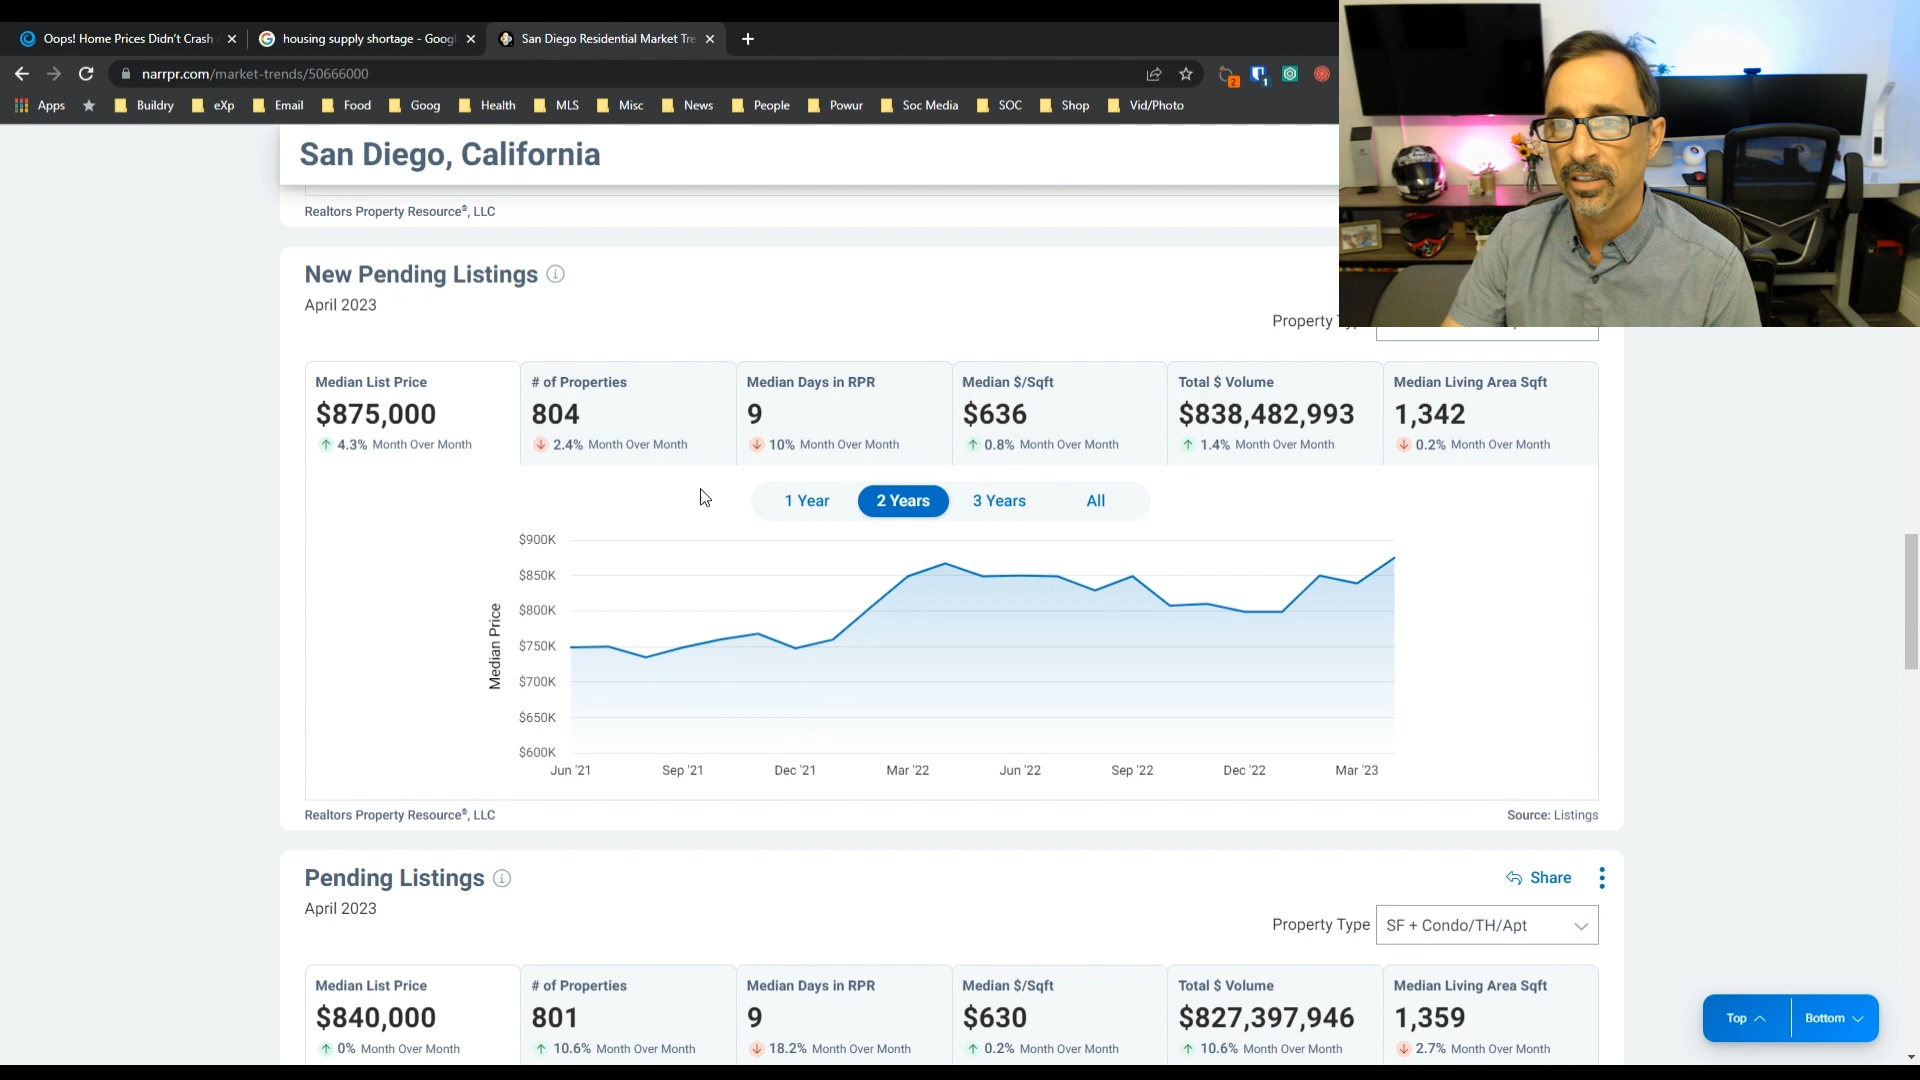 Oops! Home Prices Didn't Crash
housing supply shortage - Goog
San Diego Residential Market Tre
narrpr.com/market-trends/50666000
2
1
Apps
Buildry
eXp
Email
Food
Goog
Health
MLS
Misc
News
People
Powur
Soc Media
SOC
Shop
Vid/Photo
San Diego, California
Realtors Property Resource®, LLC
New Pending Listings
April 2023
Property
Median List Price
$875,000
4.3% Month Over Month
# of Properties
804
2.4% Month Over Month
Median Days in RPR
9
10% Month Over Month
Median $/Sqft
$636
0.8% Month Over Month
Total $ Volume
$838,482,993
1.4% Month Over Month
Median Living Area Sqft
1,342
0.2% Month Over Month
1 Year
2 Years
3 Years
All
Median Price
$900K
$850K
$800K
$750K
$700K
$650K
$600K
Jun '21
Sep '21
Dec '21
Mar '22
Jun '22
Sep '22
Dec '22
Mar '23
Realtors Property Resource®, LLC
Source: Listings
Pending Listings
Share
April 2023
Property Type
SF + Condo/TH/Apt
Median List Price
$840,000
0% Month Over Month
# of Properties
801
10.6% Month Over Month
Median Days in RPR
9
18.2% Month Over Month
Median $/Sqft
$630
0.2% Month Over Month
Total $ Volume
$827,397,946
10.6% Month Over Month
Median Living Area Sqft
1,359
2.7% Month Over Month
Top
Bottom